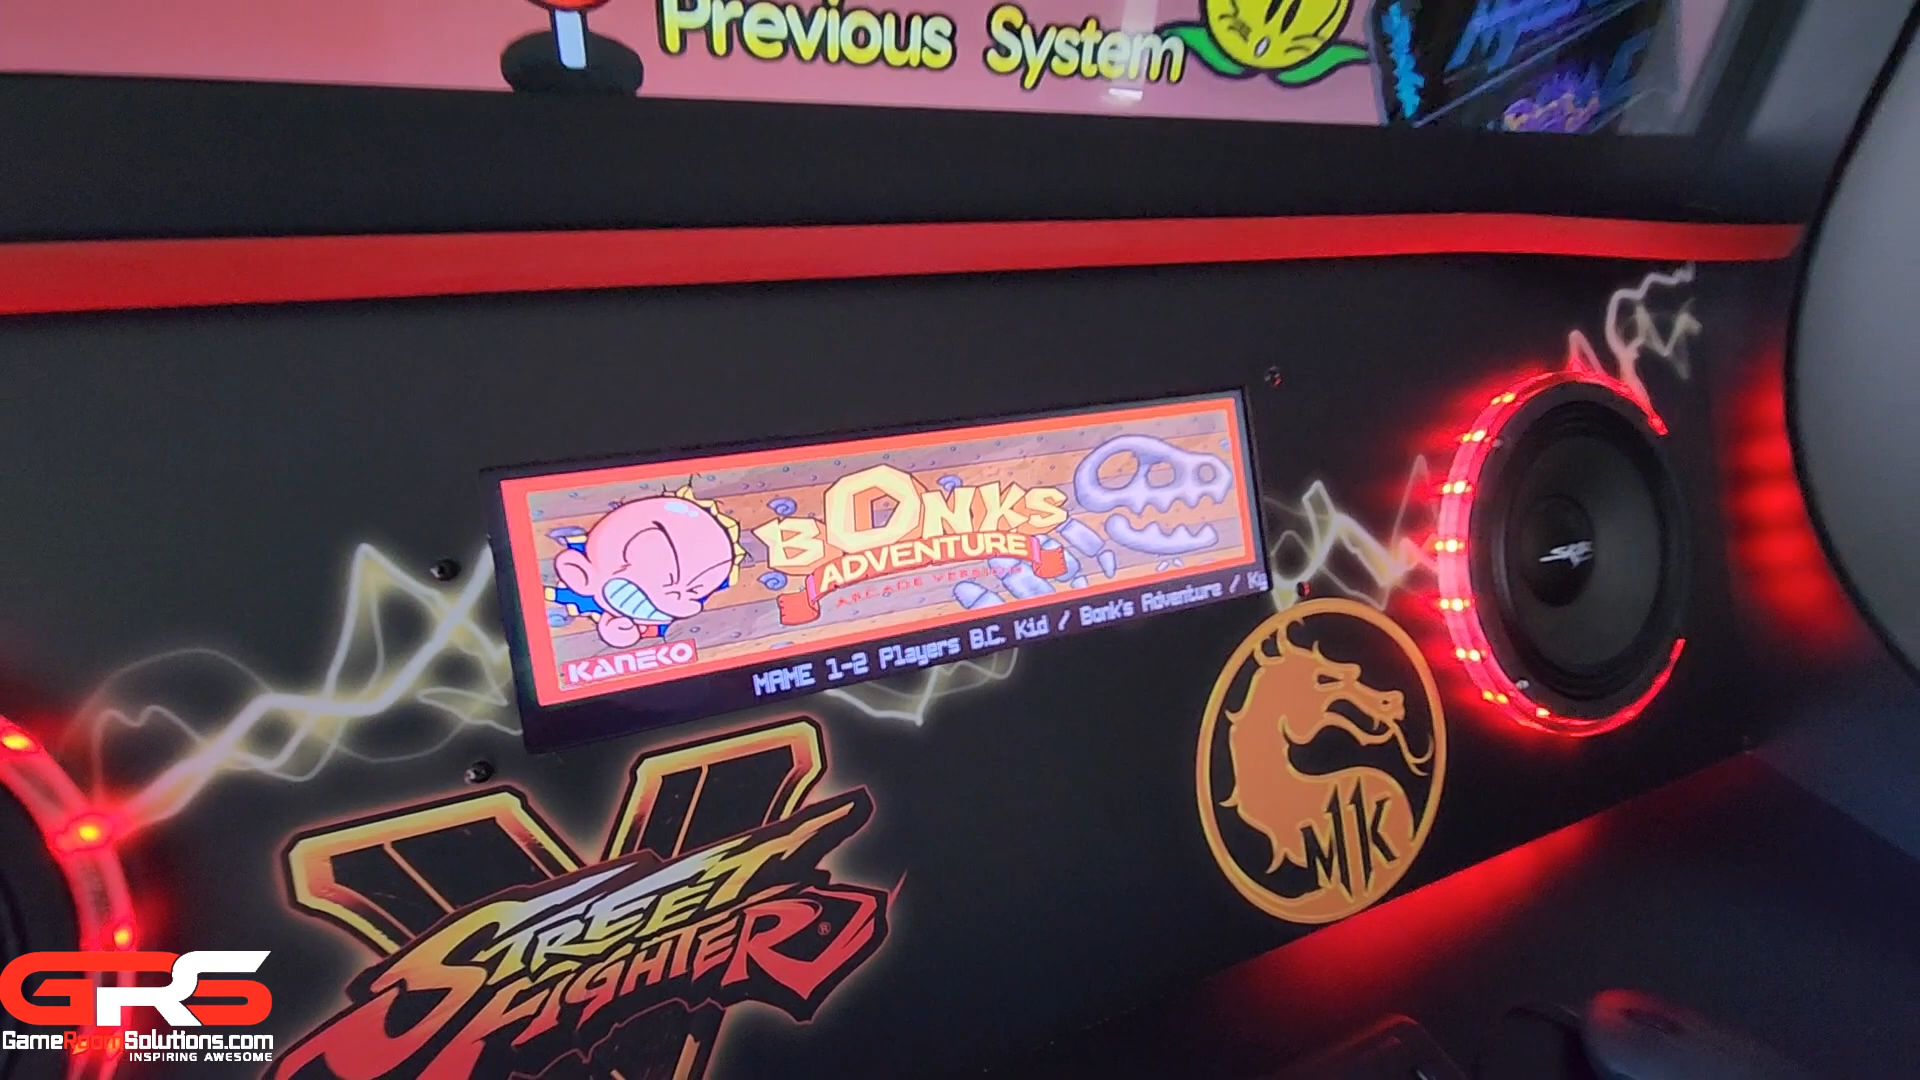 Previous System
BONKS
ADVENTURE
ARCADE VERSION
KANEKO
MAME 1-2 Players B.C. Kid / Bonk's Adventure / Ky
V
STREET
FIGHTER®
MK
GRS
GameRoomSolutions.com
INSPIRING AWESOME